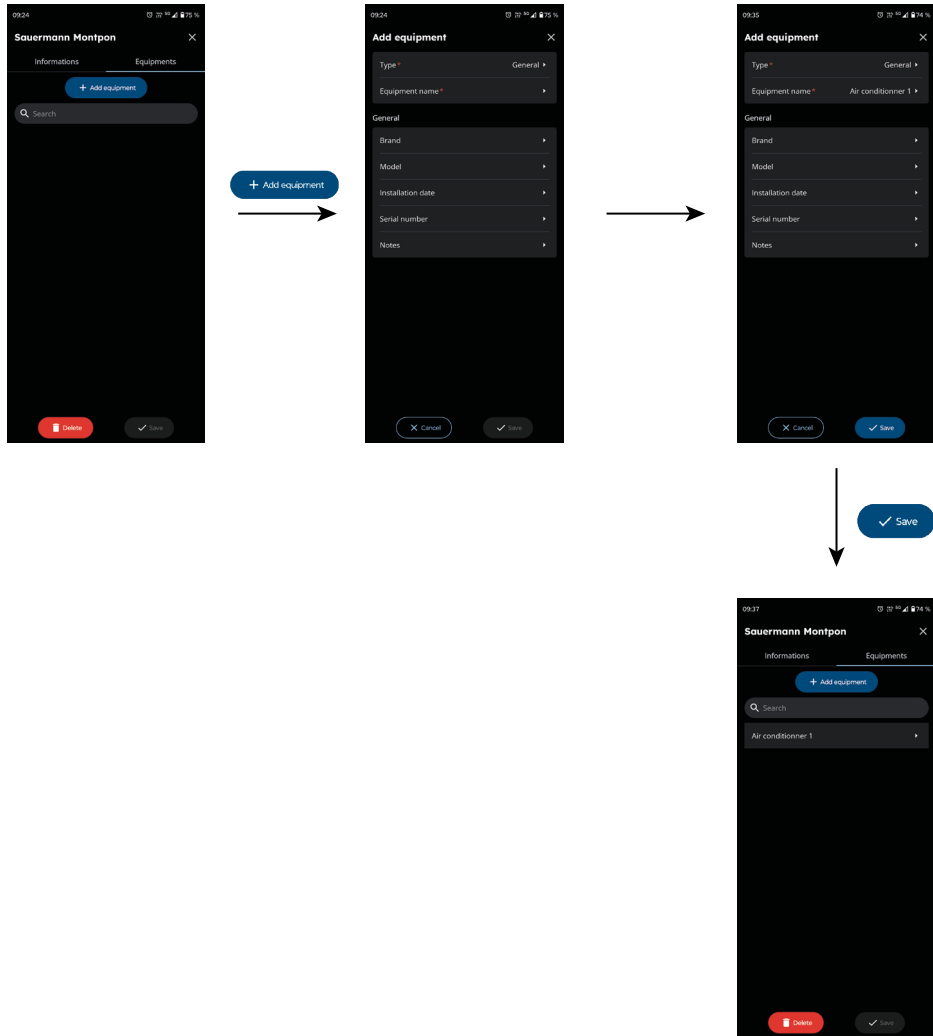 09:24 75 %
Sauermann Montpon
Informations Equipments
+ Add equipment
Search
Delete Save
+ Add equipment
09:24 75 %
Add equipment
Type* General
Equipment name*
General
Brand
Model
Installation date
Serial number
Notes
Cancel Save
09:35 74 %
Add equipment
Type* General
Equipment name* Air conditionner 1
General
Brand
Model
Installation date
Serial number
Notes
Cancel Save
Save
09:37 74 %
Sauermann Montpon
Informations Equipments
+ Add equipment
Search
Air conditionner 1
Delete Save